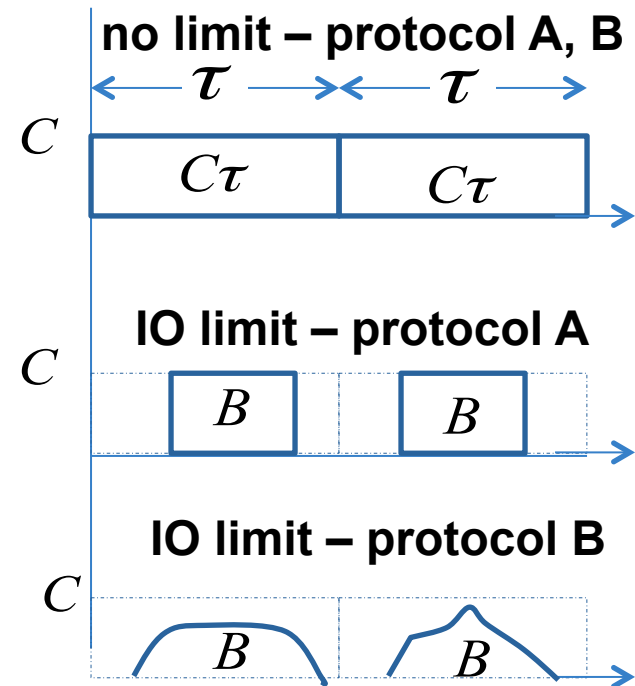 no limit – protocol A, B
τ τ
C
Cτ Cτ
IO limit – protocol A
C
B B
IO limit – protocol B
C
B B